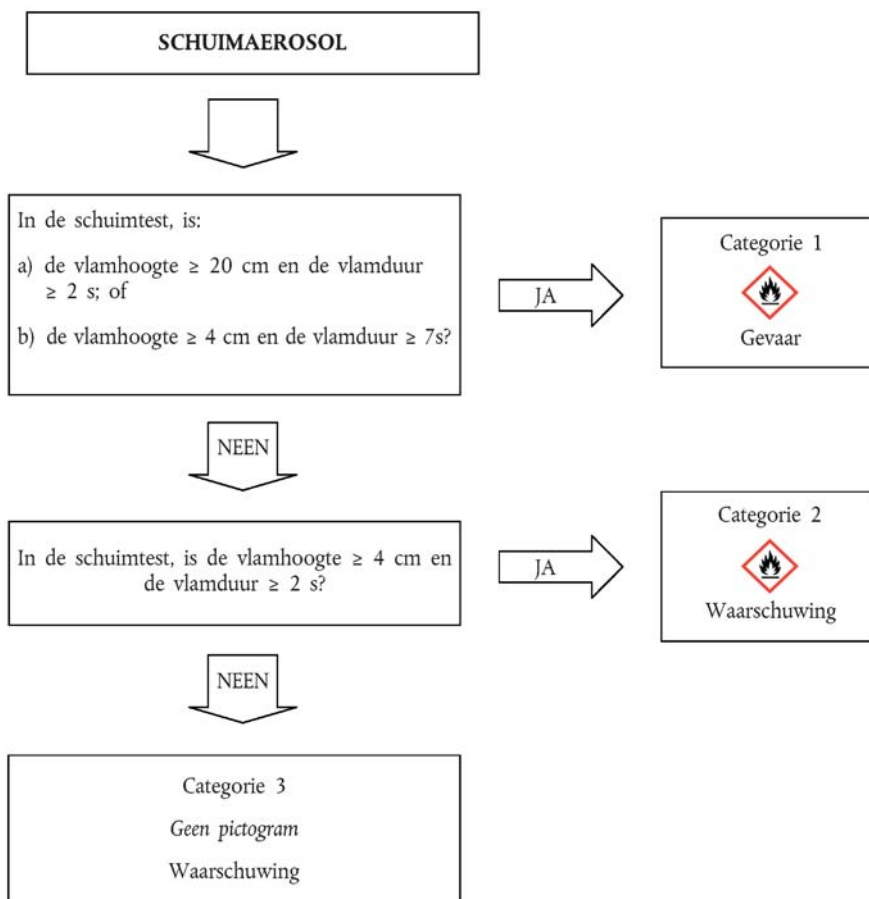 SCHUIMAEROSOL
In de schuimtest, is:
a) de vlamhoogte ≥ 20 cm en de vlamduur
≥ 2 s; of
b) de vlamhoogte ≥ 4 cm en de vlamduur ≥ 7s?
JA
Categorie 1
Gevaar
NEEN
In de schuimtest, is de vlamhoogte ≥ 4 cm en
de vlamduur ≥ 2 s?
JA
Categorie 2
Waarschuwing
NEEN
Categorie 3
Geen pictogram
Waarschuwing